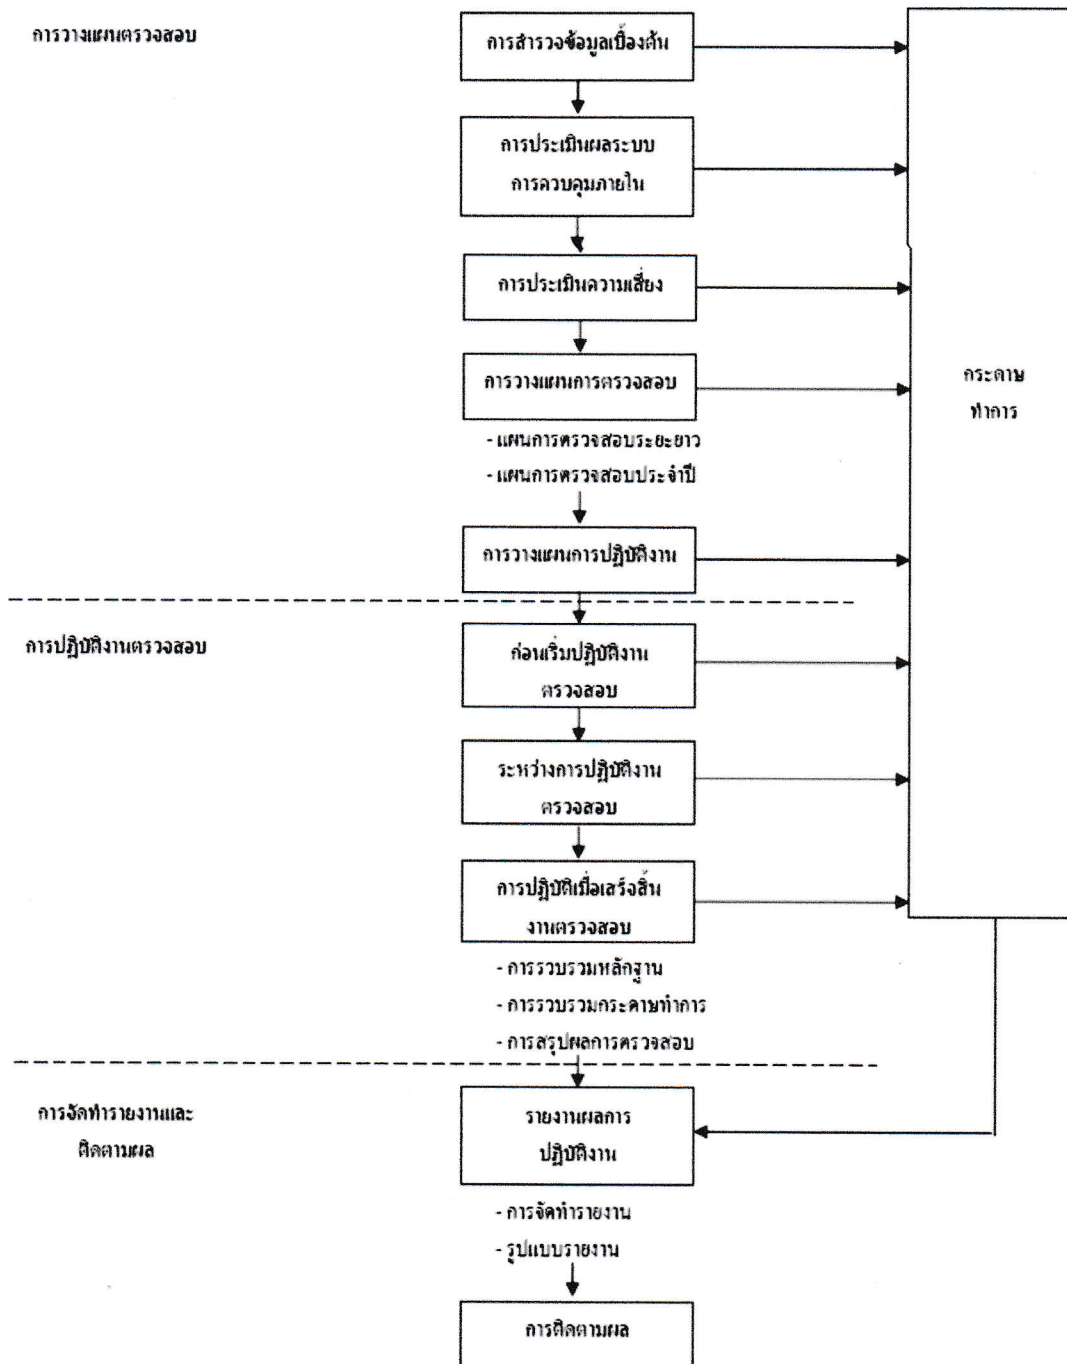 การวางแผนตรวจสอบ
การสำรวจข้อมูลเบื้องต้น
การประเมินผลระบบ
การควบคุมภายใน
การประเมินความเสี่ยง
การวางแผนการตรวจสอบ
- แผนการตรวจสอบระยะยาว
- แผนการตรวจสอบประจำปี
การวางแผนการปฏิบัติงาน
กระดาษ
ทำการ
การปฏิบัติงานตรวจสอบ
ก่อนเริ่มปฏิบัติงาน
ตรวจสอบ
ระหว่างการปฏิบัติงาน
ตรวจสอบ
การปฏิบัติเมื่อเสร็จสิ้น
งานตรวจสอบ
- การรวบรวมหลักฐาน
- การรวบรวมกระดาษทำการ
- การสรุปผลการตรวจสอบ
การจัดทำรายงานและ
ติดตามผล
รายงานผลการ
ปฏิบัติงาน
- การจัดทำรายงาน
- รูปแบบรายงาน
การติดตามผล